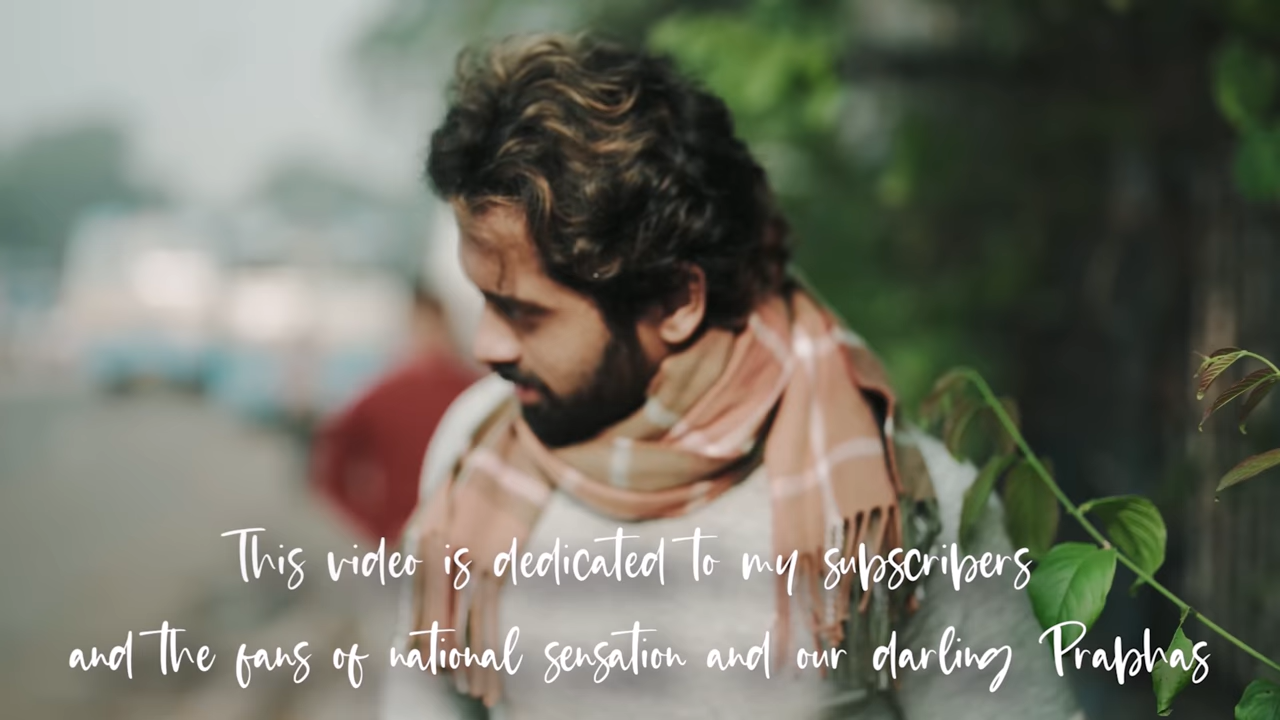 This video is dedicated to my subscribers
and the fans of national sensation and our darling Prabhas